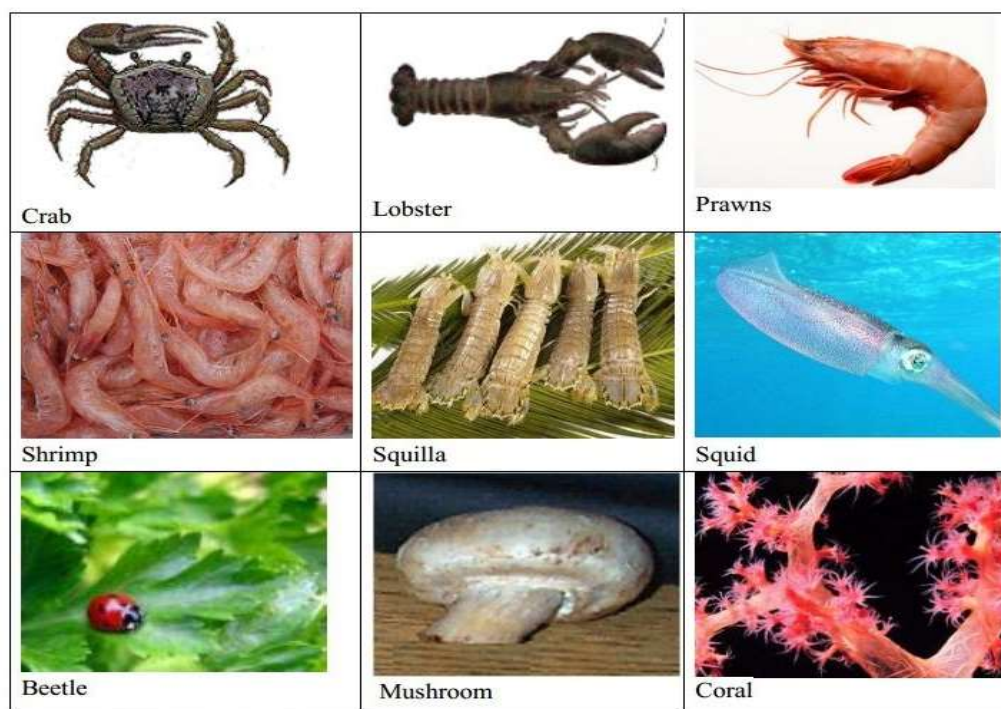 Crab
Lobster
Prawns
Shrimp
Squilla
Squid
Beetle
Mushroom
Coral